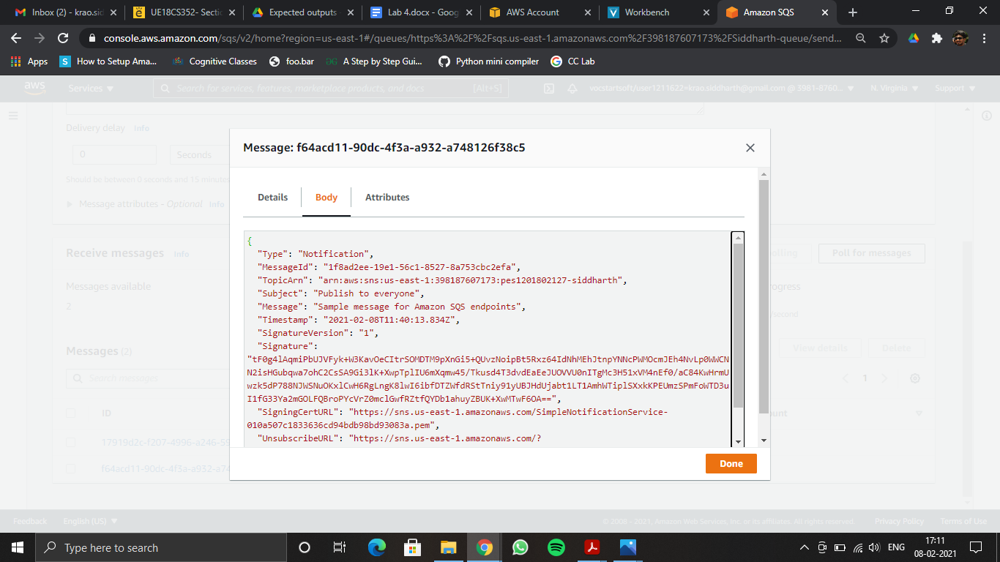 Inbox (2) - krao.sid
UE18CS352- Sectio
Expected outputs -
Lab 4.docx - Goog
AWS Account
Workbench
Amazon SQS
console.aws.amazon.com/sqs/v2/home?region=us-east-1#/queues/https%3A%2F%2Fsqs.us-east-1.amazonaws.com%2F398187607173%2FSiddharth-queue/send...
Apps
How to Setup Ama...
Cognitive Classes
foo.bar
A Step by Step Gui...
Python mini compiler
CC Lab
aws
Services
Search for services, features, marketplace products, and docs
[Alt+S]
vocstartsoft/user1211622=krao.siddharth@gmail.com @ 3981-8760...
N. Virginia
Support
Delivery delay Info
0
Seconds
Should be between 0 seconds and 15 minutes
Message attributes - Optional Info
Receive messages Info
olling
Poll for messages
Messages available
rogress
2
/second
Messages (2)
View details
Delete
Search messages
1
ID
ount
17919d2c-f207-4996-a246-59
f64acd11-90dc-4f3a-a932-a74
Message: f64acd11-90dc-4f3a-a932-a748126f38c5
Details
Body
Attributes
{
"Type": "Notification",
"MessageId": "1f8ad2ee-19e1-56c1-8527-8a753cbc2efa",
"TopicArn": "arn:aws:sns:us-east-1:398187607173:pes1201802127-siddharth",
"Subject": "Publish to everyone",
"Message": "Sample message for Amazon SQS endpoints",
"Timestamp": "2021-02-08T11:40:13.834Z",
"SignatureVersion": "1",
"Signature":
"tF0g4lAqmiPbUJVFyk+W3KavOeCItrSOMDTM9pXnGi5+QUvzNoipBt5Rxz64IdNhMEhJtnpYNNcPWMOcmJEh4NvLp0WWCN
N2isHGubqwa7ohC2CsSA9Gi3lK+XwpTplIU6mXqmw45/Tkusd4T3dvdEaEeJUOVVU0nITgMc3H51xVM4nEf0/aC84KwHrmU
wzk5dP788NJWSNuOKxlCwH6RgLngK8lwI6ibfDTZWfdRStTniy91yUBJHdUjabt1LT1AmhWTiplSXxkKPEUmzSPmFoWTD3u
I1fG33Ya2mGOLFQBroPYcVrZ0mclGwfRZtfQYDb1ahuyZBUK+XwMTwF6OA==",
"SigningCertURL": "https://sns.us-east-1.amazonaws.com/SimpleNotificationService-
010a507c1833636cd94bdb98bd93083a.pem",
"UnsubscribeURL": "https://sns.us-east-1.amazonaws.com/?
Done
Feedback
English (US)
© 2008 - 2021, Amazon Web Services, Inc. or its affiliates. All rights reserved.
Privacy Policy
Terms of Use
Type here to search
ENG
17:11
08-02-2021